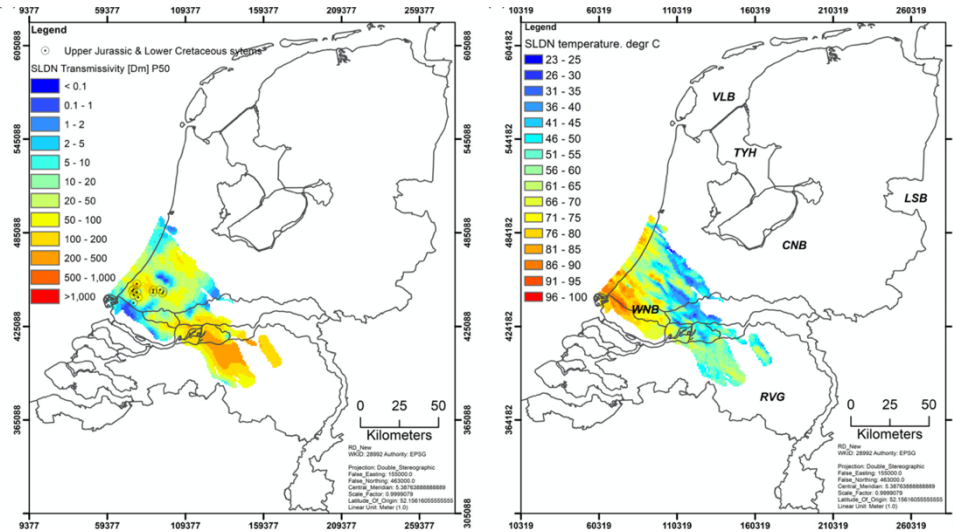 9377 59377 109377 159377 209377 259377
Legend
Upper Jurassic & Lower Cretaceous sytems
SLDN Transmissivity [Dm] P50
< 0.1
0.1 - 1
1 - 2
2 - 5
5 - 10
10 - 20
20 - 50
50 - 100
100 - 200
200 - 500
500 - 1,000
>1,000
605088
545088
485088
425088
365088
305088
0 25 50
Kilometers
RD_New
WKID: 28992 Authority: EPSG
Projection: Double_Stereographic
False_Easting: 155000.0
False_Northing: 463000.0
Central_Meridian: 5.38763888888889
Scale_Factor: 0.9999079
Latitude_Of_Origin: 52.15616055555555
Linear Unit: Meter (1.0)
9377 59377 109377 159377 209377 259377
10319 60319 110319 160319 210319 260319
Legend
SLDN temperature. degr C
23 - 25
26 - 30
31 - 35
36 - 40
41 - 45
46 - 50
51 - 55
56 - 60
61 - 65
66 - 70
71 - 75
76 - 80
81 - 85
86 - 90
91 - 95
96 - 100
VLB
TYH
LSB
CNB
WNB
RVG
604182
544182
484182
424182
364182
0 25 50
Kilometers
RD_New
WKID: 28992 Authority: EPSG
Projection: Double_Stereographic
False_Easting: 155000.0
False_Northing: 463000.0
Central_Meridian: 5.38763888888889
Scale_Factor: 0.9999079
Latitude_Of_Origin: 52.15616055555555
Linear Unit: Meter (1.0)
10319 60319 110319 160319 210319 260319